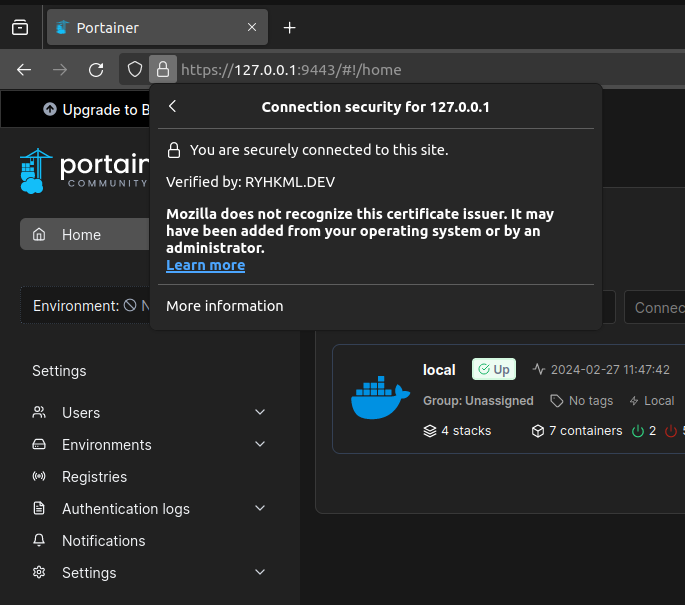 Portainer
https://127.0.0.1:9443/#!/home
Upgrade to B
Connection security for 127.0.0.1
You are securely connected to this site.
Verified by: RYHKML.DEV
Mozilla does not recognize this certificate issuer. It may
have been added from your operating system or by an
administrator.
Learn more
More information
portain
COMMUNITY
Home
Environment:
Connec
Settings
Users
Environments
Registries
Authentication logs
Notifications
Settings
local Up 2024-02-27 11:47:42
Group: Unassigned No tags Local
4 stacks 7 containers 2